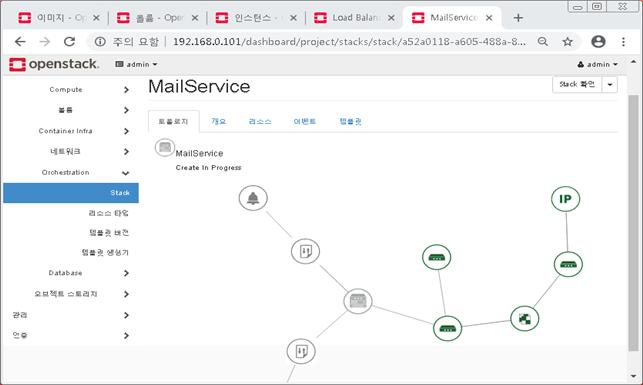 이미지 - Op
볼륨 - Open
인스턴스 -
Load Balanc
MailService
주의 요함 | 192.168.0.101/dashboard/project/stacks/stack/a52a0118-a605-488a-8...
openstack.
admin
admin
Compute
볼륨
Container Infra
네트워크
Orchestration
Stack
리소스 타입
템플릿 버전
템플릿 생성기
Database
오브젝트 스토리지
관리
인증
MailService
Stack 확인
토폴로지
개요
리소스
이벤트
템플릿
MailService
Create In Progress
IP